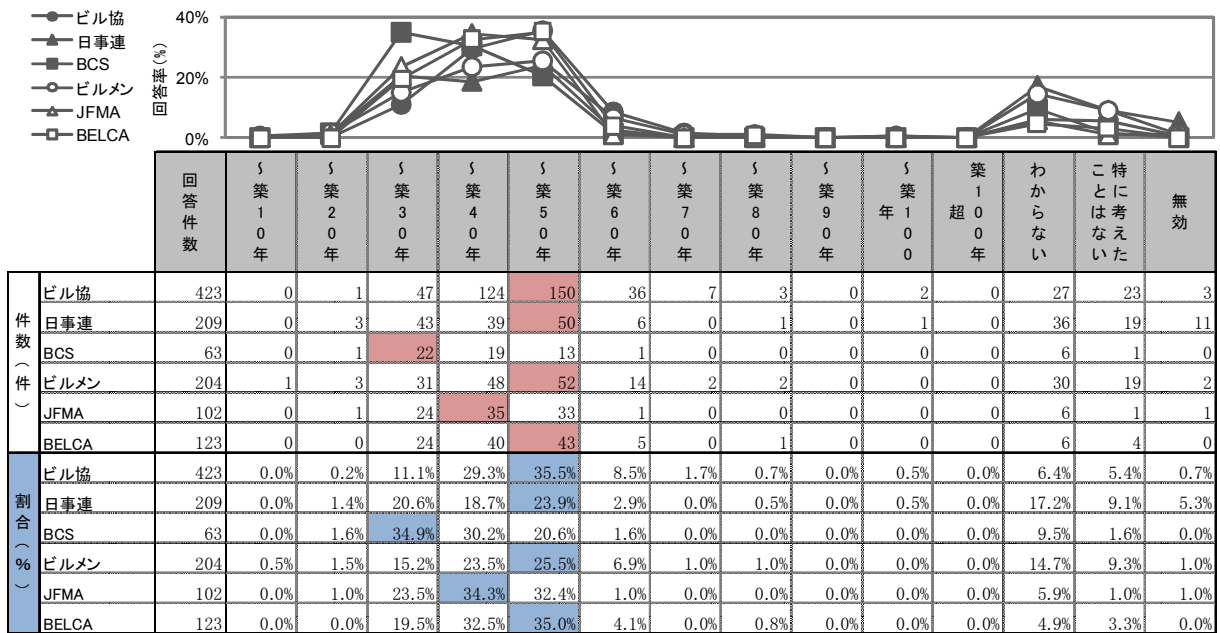 ビル協
日事連
BCS
ビルメン
JFMA
BELCA
回答率(%)
40%
20%
0%
回答件数 ～築10年 ～築20年 ～築30年 ～築40年 ～築50年 ～築60年 ～築70年 ～築80年 ～築90年 ～築100年 築100年超 わからない 特に考えたことはない 無効
件数(件)
ビル協 423 0 1 47 124 150 36 7 3 0 2 0 27 23 3
日事連 209 0 3 43 39 50 6 0 1 0 1 0 36 19 11
BCS 63 0 1 22 19 13 1 0 0 0 0 0 6 1 0
ビルメン 204 1 3 31 48 52 14 2 2 0 0 0 30 19 2
JFMA 102 0 1 24 35 33 1 0 0 0 0 0 6 1 1
BELCA 123 0 0 24 40 43 5 0 1 0 0 0 6 4 0
割合(%)
ビル協 423 0.0% 0.2% 11.1% 29.3% 35.5% 8.5% 1.7% 0.7% 0.0% 0.5% 0.0% 6.4% 5.4% 0.7%
日事連 209 0.0% 1.4% 20.6% 18.7% 23.9% 2.9% 0.0% 0.5% 0.0% 0.5% 0.0% 17.2% 9.1% 5.3%
BCS 63 0.0% 1.6% 34.9% 30.2% 20.6% 1.6% 0.0% 0.0% 0.0% 0.0% 0.0% 9.5% 1.6% 0.0%
ビルメン 204 0.5% 1.5% 15.2% 23.5% 25.5% 6.9% 1.0% 1.0% 0.0% 0.0% 0.0% 14.7% 9.3% 1.0%
JFMA 102 0.0% 1.0% 23.5% 34.3% 32.4% 1.0% 0.0% 0.0% 0.0% 0.0% 0.0% 5.9% 1.0% 1.0%
BELCA 123 0.0% 0.0% 19.5% 32.5% 35.0% 4.1% 0.0% 0.8% 0.0% 0.0% 0.0% 4.9% 3.3% 0.0%